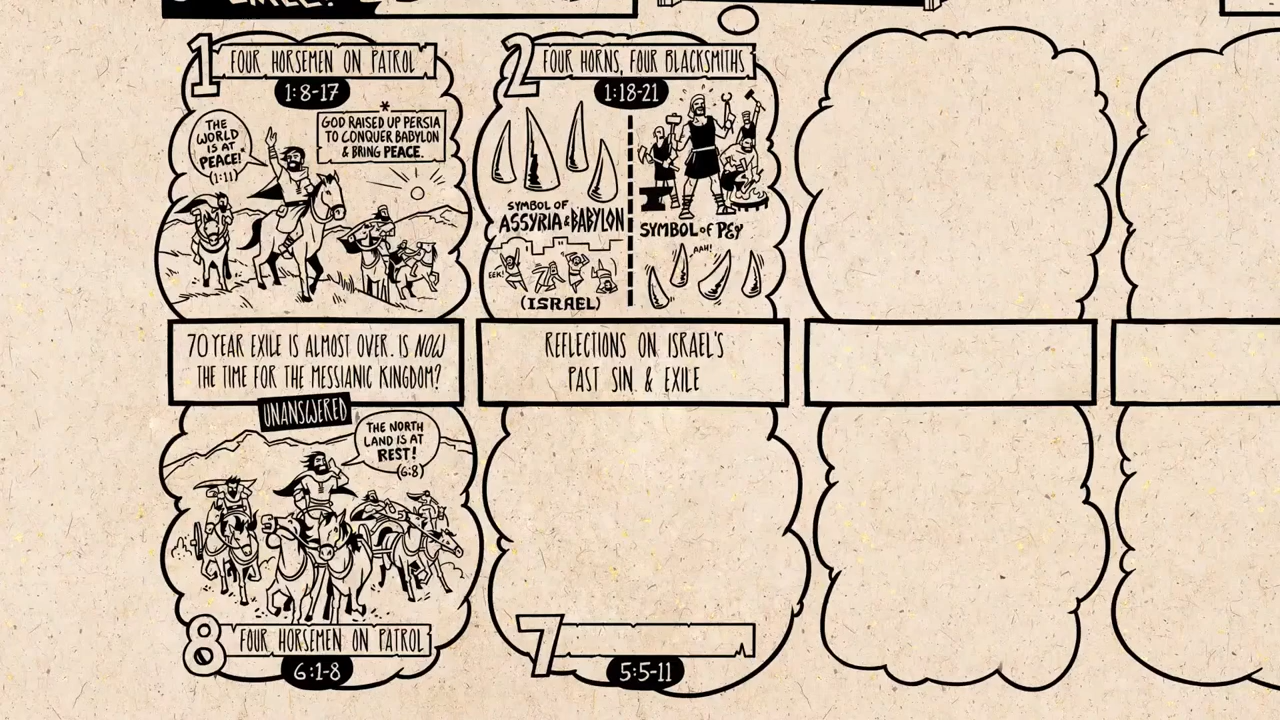 1
FOUR HORSEMEN ON PATROL
1:8-17
THE
WORLD
IS AT
PEACE!*
(1:11)
*
GOD RAISED UP PERSIA
TO CONQUER BABYLON
& BRING PEACE.
2
FOUR HORNS, FOUR BLACKSMITHS
1:18-21
SYMBOL OF
ASSYRIA & BABYLON
EEK!
(ISRAEL)
SYMBOL of
AAH!
70 YEAR EXILE IS ALMOST OVER. IS NOW
THE TIME FOR THE MESSIANIC KINGDOM?
REFLECTIONS ON ISRAEL'S
PAST SIN & EXILE
UNANSWERED
THE NORTH
LAND IS AT
REST!
(6:8)
8
FOUR HORSEMEN ON PATROL
6:1-8
7
5:5-11